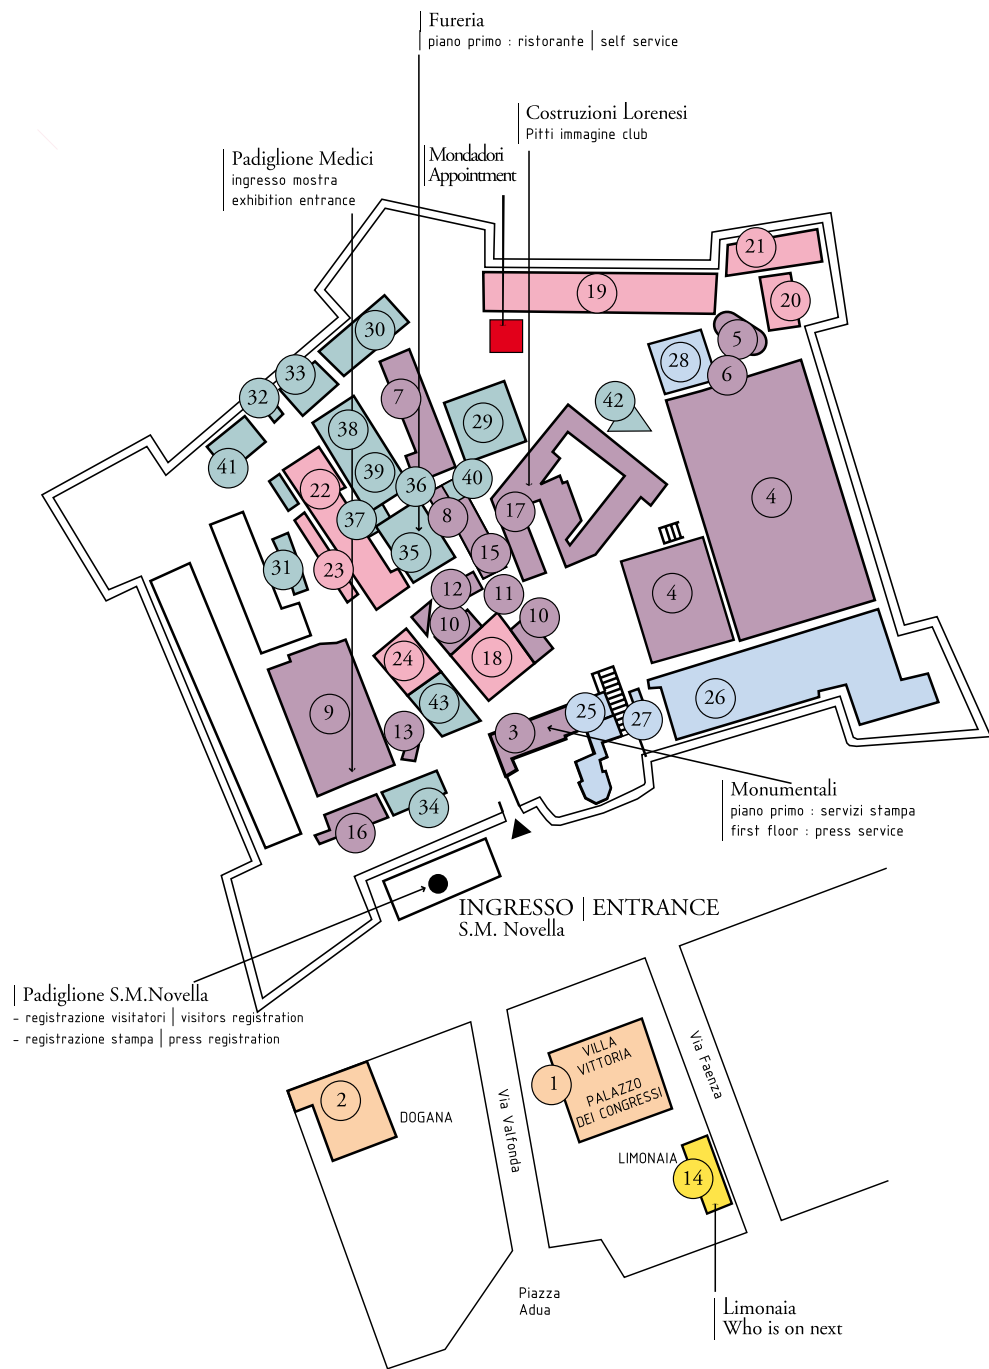 Fureria
piano primo : ristorante | self service
Costruzioni Lorenesi
Pitti immagine club
Mondadori
Appointment
Padiglione Medici
ingresso mostra
exhibition entrance
21
19
20
30
5
28
6
33
32
7
42
38
29
41
39
40
22
36
4
37
8
17
35
15
31
23
12
11
4
10
10
24
18
43
26
9
25
27
13
3
34
16
Monumentali
piano primo : servizi stampa
first floor : press service
INGRESSO | ENTRANCE
S.M. Novella
Padiglione S.M.Novella
- registrazione visitatori | visitors registration
- registrazione stampa | press registration
VILLA
VITTORIA
PALAZZO
DEI CONGRESSI
1
2
DOGANA
Via Valfonda
Via Faenza
LIMONAIA
14
Piazza
Adua
Limonaia
Who is on next